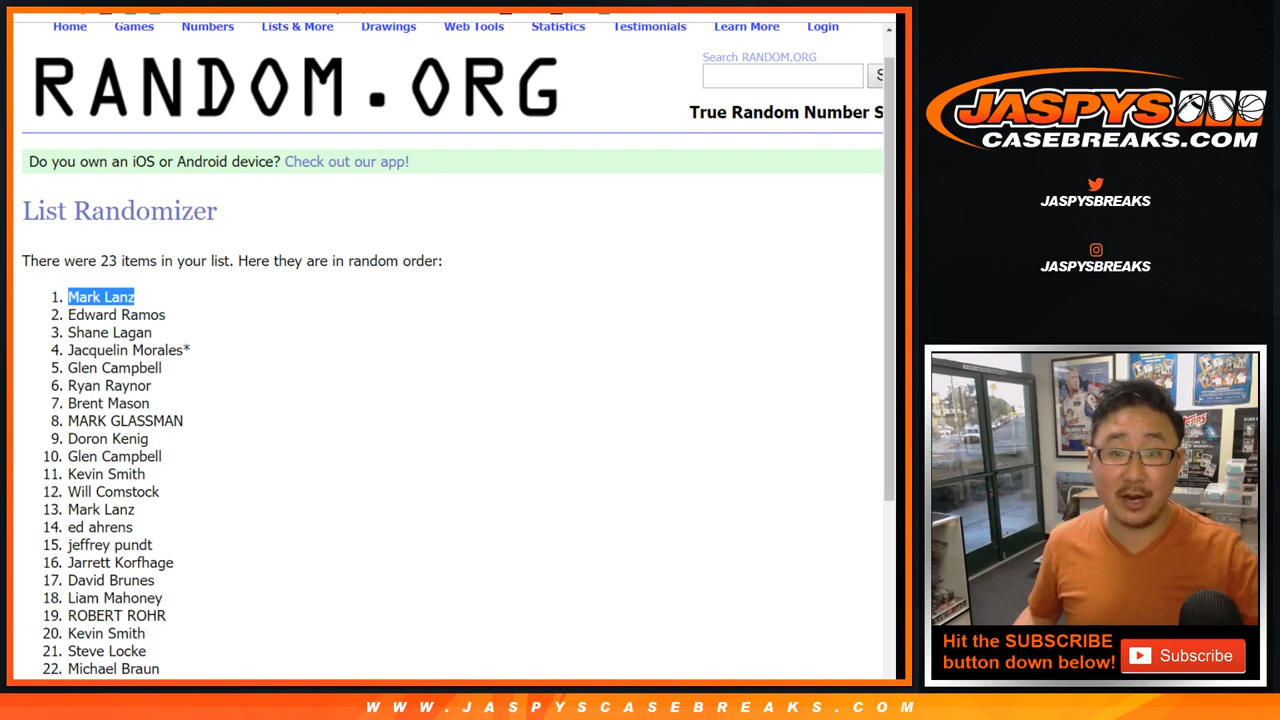 Home Games Numbers Lists & More Drawings Web Tools Statistics Testimonials Learn More Login
RANDOM.ORG
Search RANDOM.ORG
S
True Random Number S
Do you own an iOS or Android device? Check out our app!
List Randomizer
There were 23 items in your list. Here they are in random order:
1. Mark Lanz
2. Edward Ramos
3. Shane Lagan
4. Jacquelin Morales*
5. Glen Campbell
6. Ryan Raynor
7. Brent Mason
8. MARK GLASSMAN
9. Doron Kenig
10. Glen Campbell
11. Kevin Smith
12. Will Comstock
13. Mark Lanz
14. ed ahrens
15. jeffrey pundt
16. Jarrett Korfhage
17. David Brunes
18. Liam Mahoney
19. ROBERT ROHR
20. Kevin Smith
21. Steve Locke
22. Michael Braun
JASPYS
CASEBREAKS.COM
JASPYSBREAKS
JASPYSBREAKS
topps
Hit the SUBSCRIBE
button down below!
Subscribe
WWW.JASPYSCASEBREAKS.COM